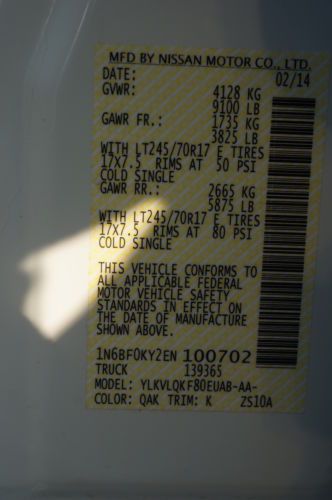 MFD BY NISSAN MOTOR CO., LTD.
DATE: 02/14
GVWR: 4128 KG
9100 LB
GAWR FR.: 1735 KG
3825 LB
WITH LT245/70R17 E TIRES
17X7.5 RIMS AT 50 PSI
COLD SINGLE
GAWR RR.: 2665 KG
5875 LB
WITH LT245/70R17 E TIRES
17X7.5 RIMS AT 80 PSI
COLD SINGLE
THIS VEHICLE CONFORMS TO
ALL APPLICABLE FEDERAL
MOTOR VEHICLE SAFETY
STANDARDS IN EFFECT ON
THE DATE OF MANUFACTURE
SHOWN ABOVE.
1N6BF0KY2EN 100702
TRUCK 139365
MODEL: YLKVLQKF80EUAB-AA-
COLOR: QAK TRIM: K ZS10A